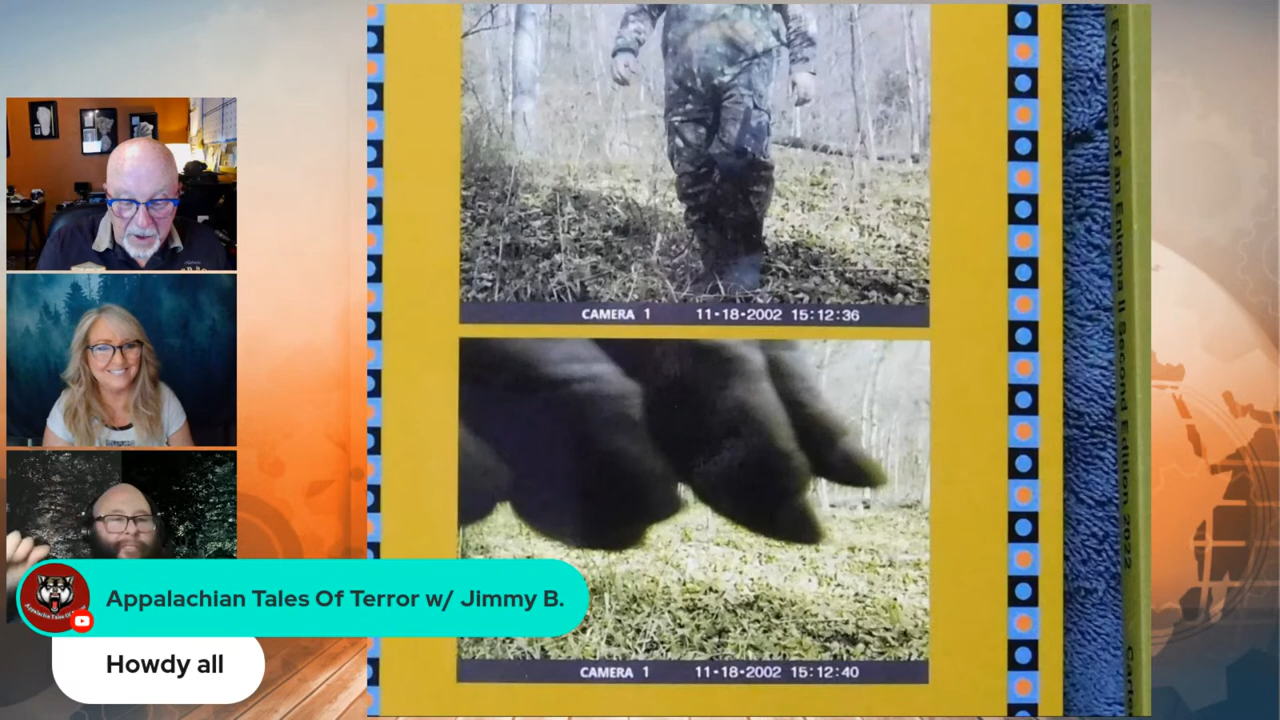 CAMERA 1 11-18-2002 15:12:36
CAMERA 1 11-18-2002 15:12:40
Evidence of an Enigma II Second Edition 2022
Appalachian Tales Of Terror w/ Jimmy B.
Howdy all